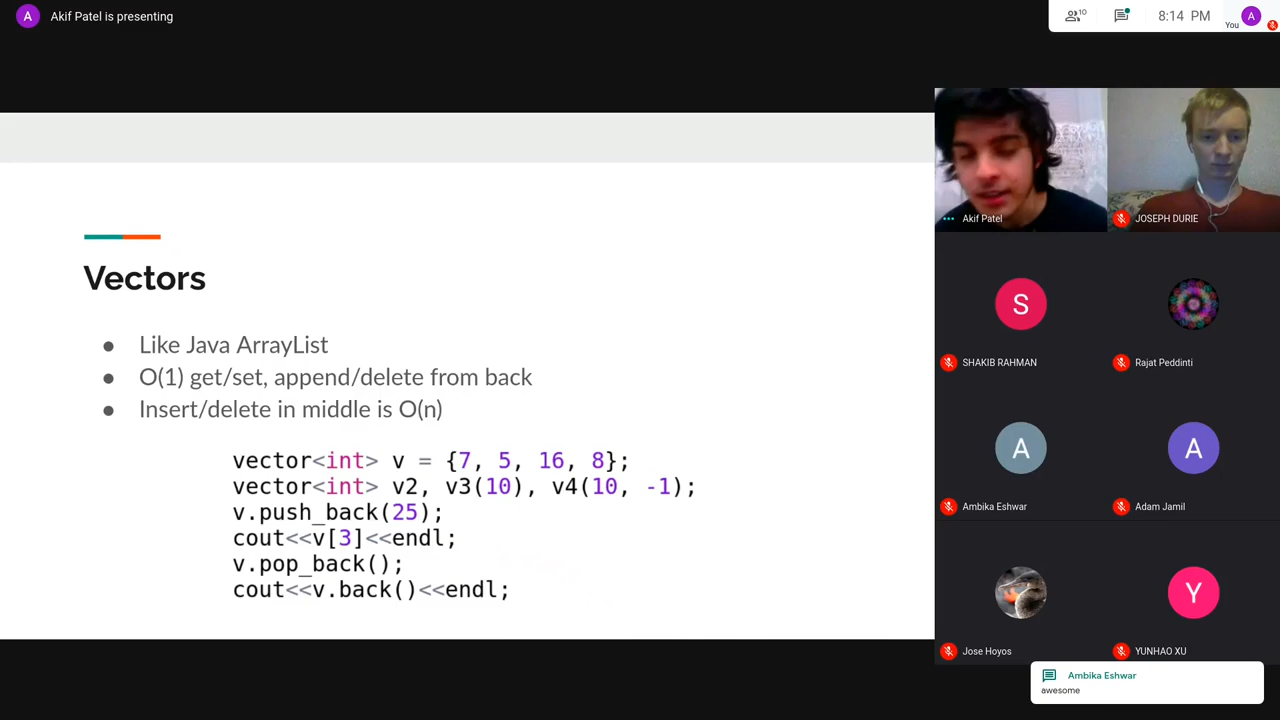 A
Akif Patel is presenting
10
8:14 PM
You
A
Vectors
Like Java ArrayList
O(1) get/set, append/delete from back
Insert/delete in middle is O(n)
vector<int> v = {7, 5, 16, 8};
vector<int> v2, v3(10), v4(10, -1);
v.push_back(25);
cout<<v[3]<<endl;
v.pop_back();
cout<<v.back()<<endl;
Akif Patel
JOSEPH DURIE
S
SHAKIB RAHMAN
Rajat Peddinti
A
Ambika Eshwar
A
Adam Jamil
Jose Hoyos
Y
YUNHAO XU
Ambika Eshwar
awesome